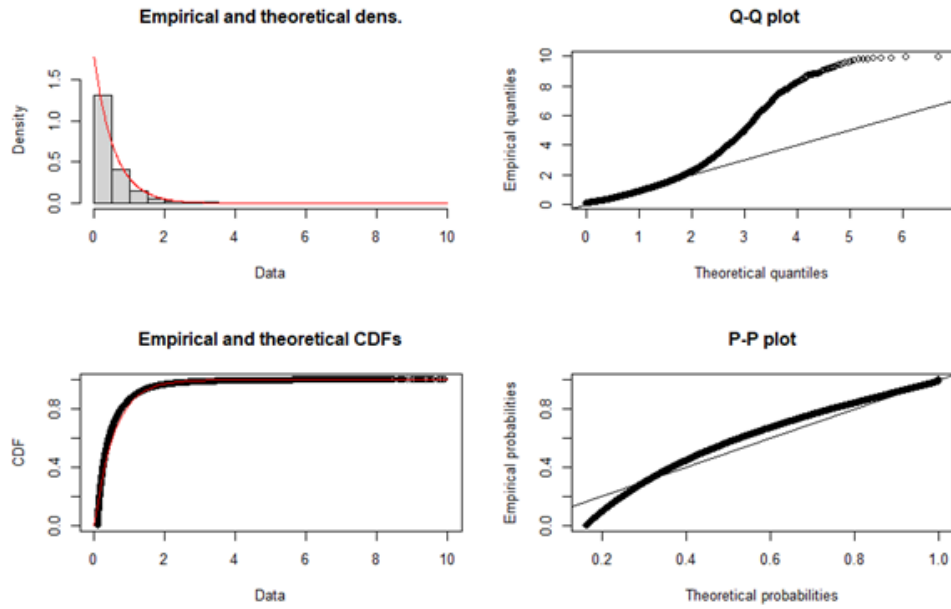 Empirical and theoretical dens.
Density
0.0 0.5 1.0 1.5
0 2 4 6 8 10
Data
Q-Q plot
Empirical quantiles
0 2 4 6 8 10
0 1 2 3 4 5 6
Theoretical quantiles
Empirical and theoretical CDFs
CDF
0.0 0.4 0.8
0 2 4 6 8 10
Data
P-P plot
Empirical probabilities
0.0 0.4 0.8
0.2 0.4 0.6 0.8 1.0
Theoretical probabilities